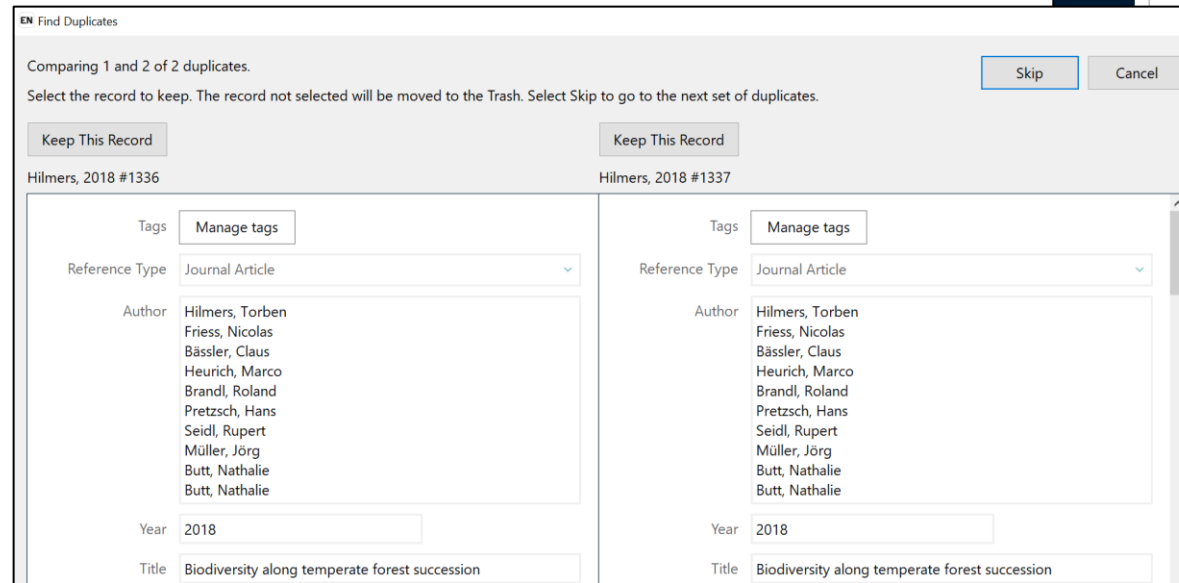 EN Find Duplicates
Comparing 1 and 2 of 2 duplicates.
Skip
Cancel
Select the record to keep. The record not selected will be moved to the Trash. Select Skip to go to the next set of duplicates.
Keep This Record
Keep This Record
Hilmers, 2018 #1336
Hilmers, 2018 #1337
Tags
Manage tags
Reference Type
Journal Article
Author
Hilmers, Torben
Friess, Nicolas
Bässler, Claus
Heurich, Marco
Brandl, Roland
Pretzsch, Hans
Seidl, Rupert
Müller, Jörg
Butt, Nathalie
Butt, Nathalie
Year
2018
Title
Biodiversity along temperate forest succession
Tags
Manage tags
Reference Type
Journal Article
Author
Hilmers, Torben
Friess, Nicolas
Bässler, Claus
Heurich, Marco
Brandl, Roland
Pretzsch, Hans
Seidl, Rupert
Müller, Jörg
Butt, Nathalie
Butt, Nathalie
Year
2018
Title
Biodiversity along temperate forest succession